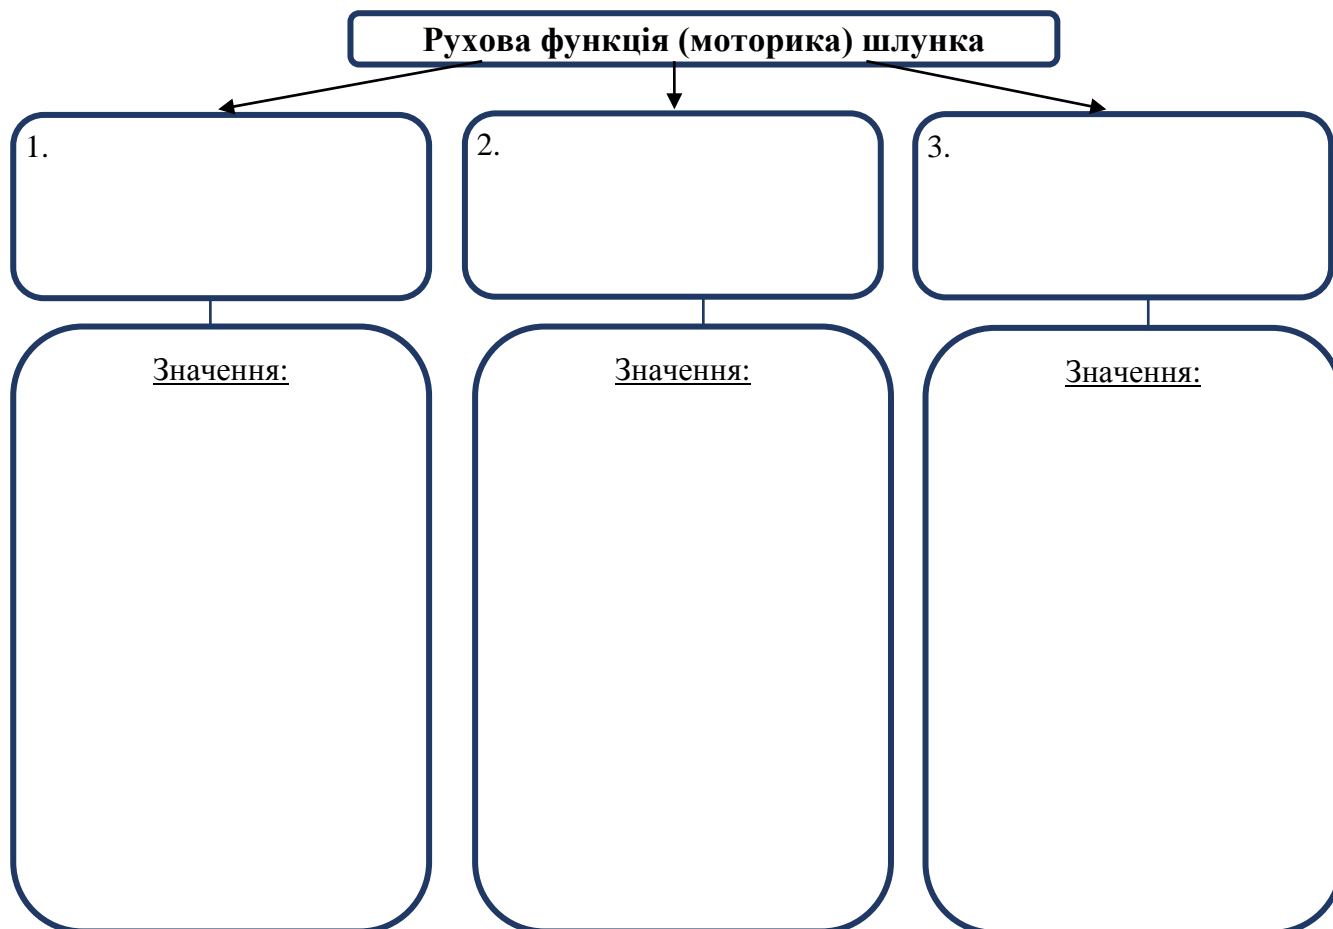 Рухова функція (моторика) шлунка
1.
2.
3.
Значення:
Значення:
Значення: